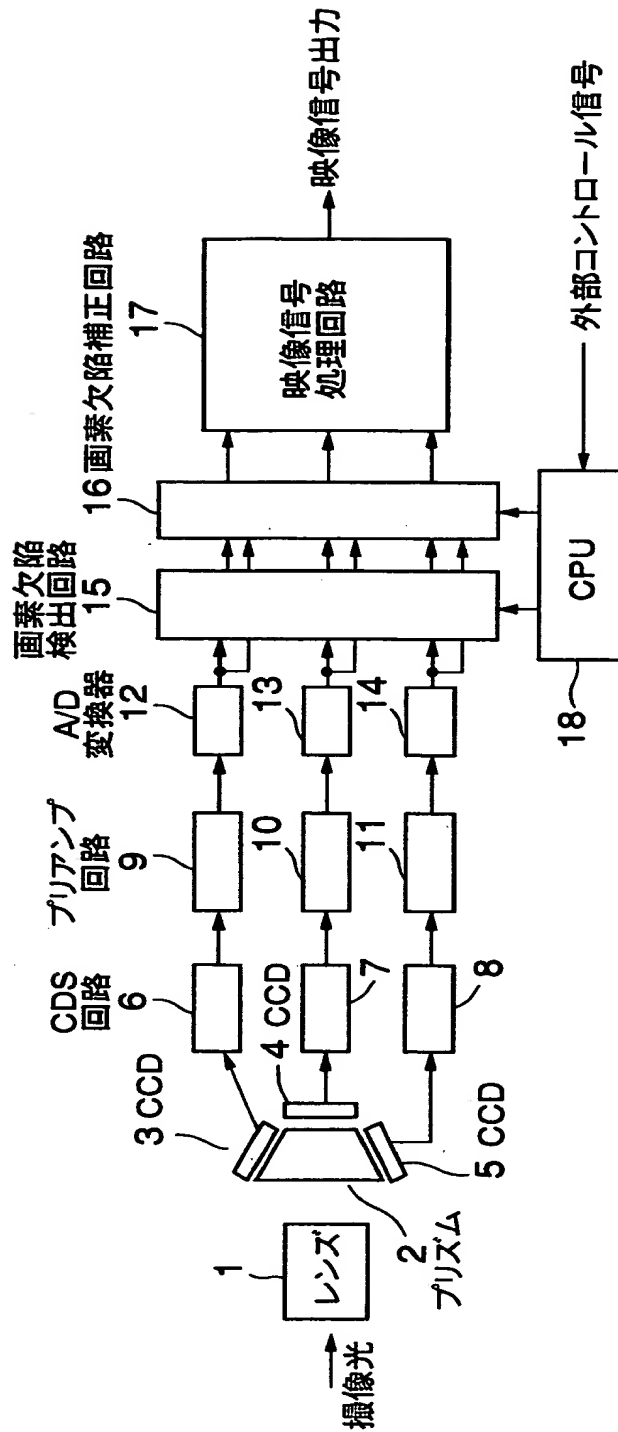 撮像光
1
レンズ
2
プリズム
3 CCD
4 CCD
5 CCD
CDS
回路
6
7
8
プリアンプ
回路
9
10
11
A/D
変換器
12
13
14
画素欠陥
検出回路
15
16 画素欠陥補正回路
17
映像信号
処理回路
映像信号出力
CPU
18
外部コントロール信号